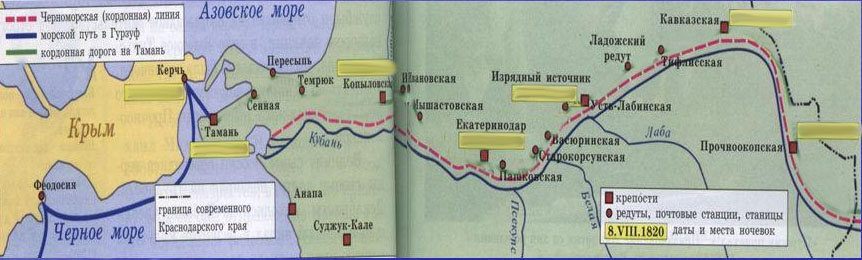 Черноморская (кордонная) линия
морской путь в Гурзуф
кордонная дорога на Тамань
Азовское море
Керчь
Пересыпь
Темрюк
Сенная
Копыловск
Тамань
Крым
Кубань
Феодосия
Черное море
граница современного
Краснодарского края
Анапа
Суджук-Кале
Ивановская
Мышастовская
Екатеринодар
Пашковская
Старокорсунская
Васюринская
Изрядный источник
Усть-Лабинская
Ладожский
редут
Тифлисская
Кавказская
Прочноокопская
Лаба
Белая
Псекупс
крепости
редуты, почтовые станции, станицы
8.VIII.1820 даты и места ночевок